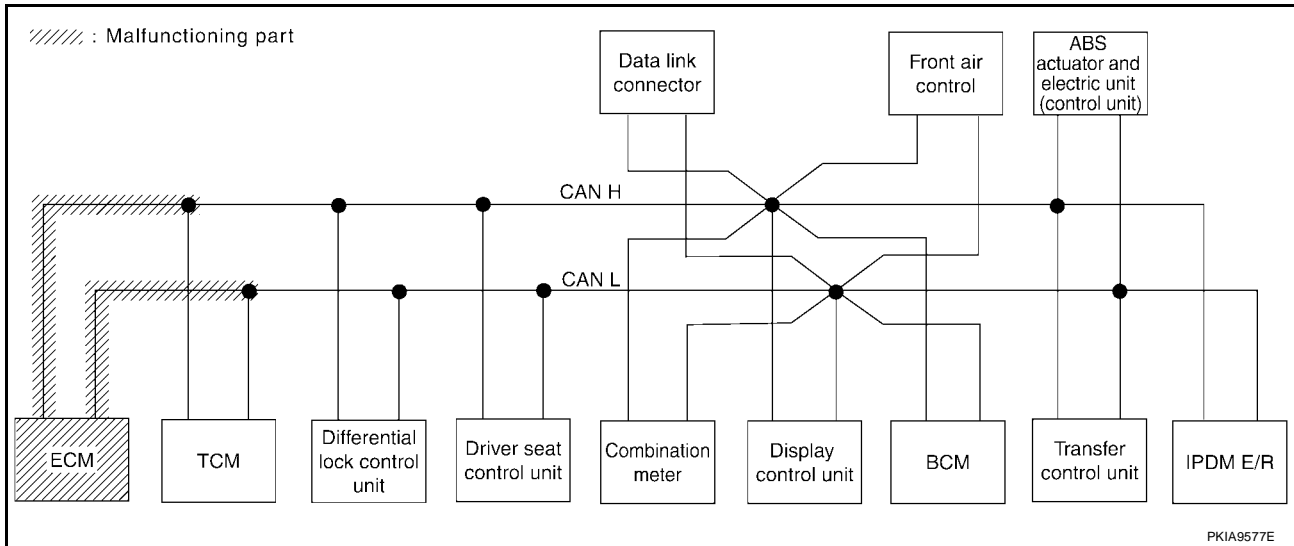 : Malfunctioning part
Data link
connector
Front air
control
ABS
actuator and
electric unit
(control unit)
CAN H
CAN L
ECM
TCM
Differential
lock control
unit
Driver seat
control unit
Combination
meter
Display
control unit
BCM
Transfer
control unit
IPDM E/R
PKIA9577E